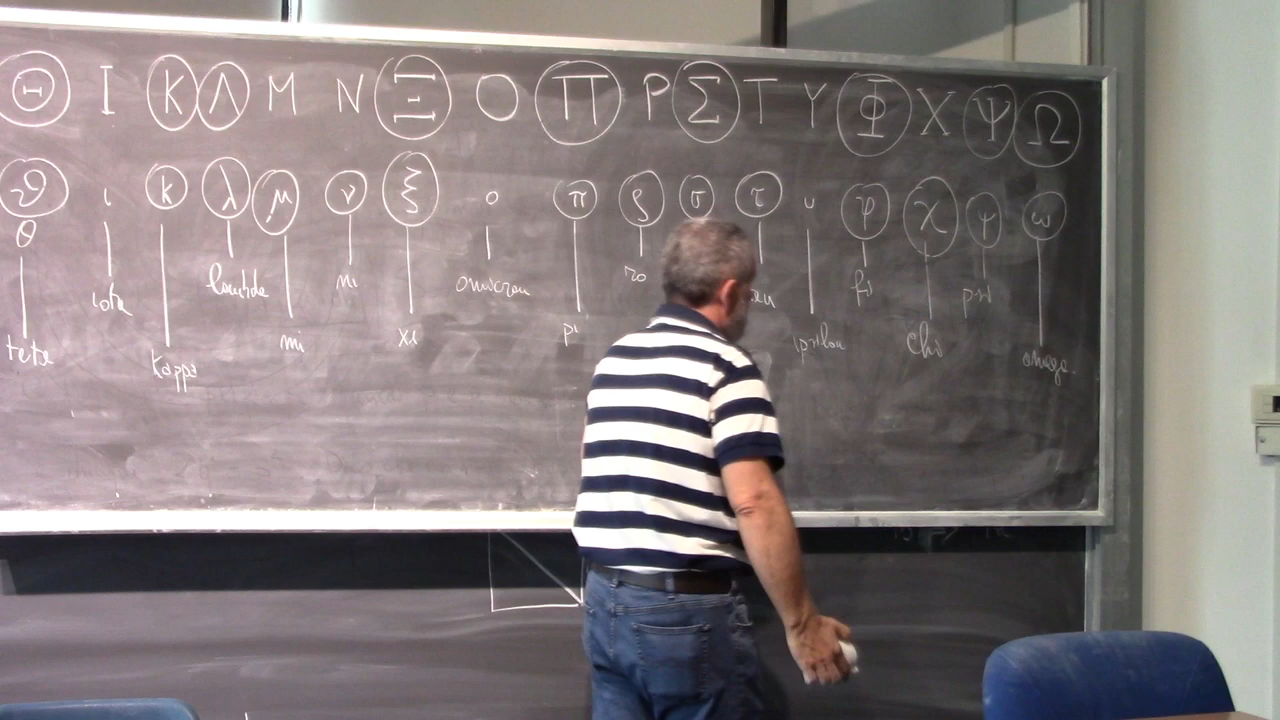 Θ Ι Κ Λ Μ Ν Ξ Ο Π Ρ Σ Τ Υ Φ Χ Ψ Ω
ϑ ι κ λ μ ν ξ ο π ρ σ τ υ φ χ ψ ω
θ
teta iota kappa lambda mi ni xi omicron pi ro ipsilon fi chi psi omega